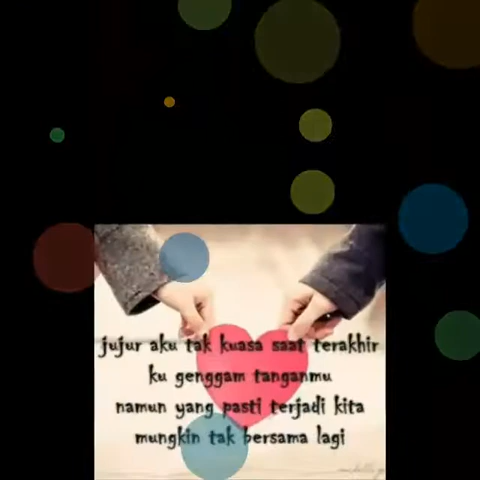 jujur aku tak kuasa saat terakhir
ku genggam tanganmu
namun yang pasti terjadi kita
mungkin tak bersama lagi